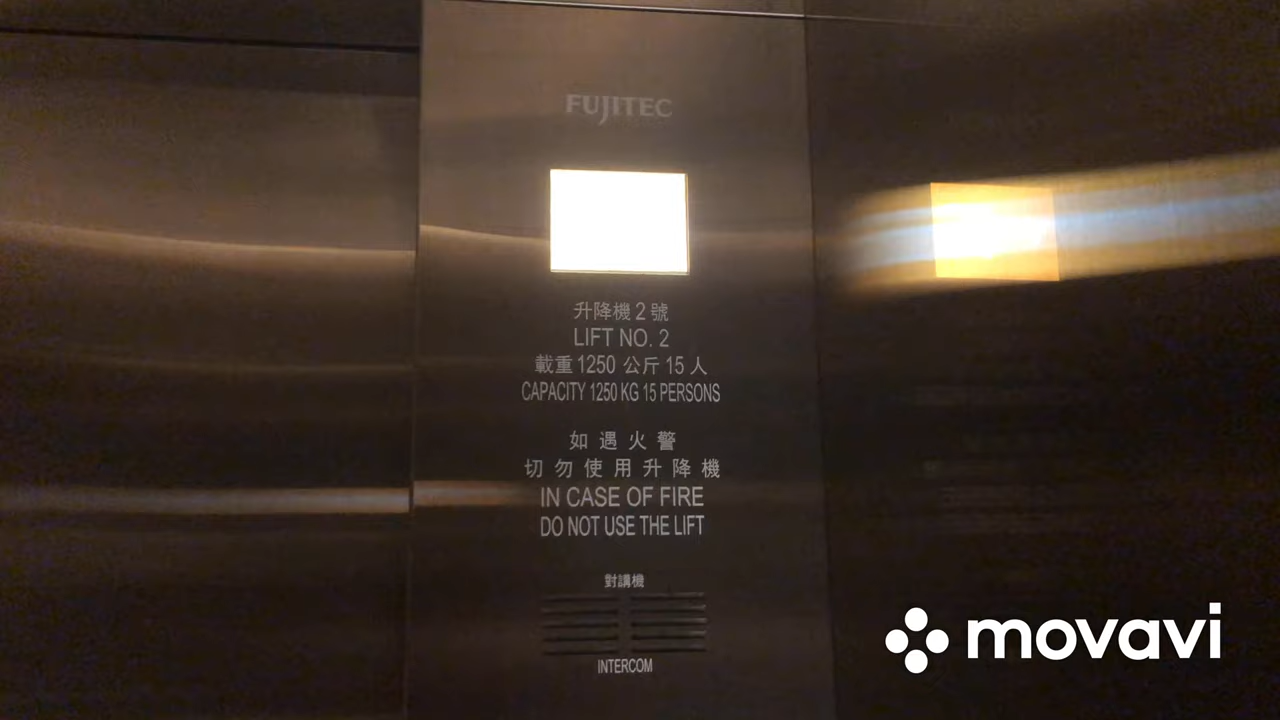 FUJITEC
升降機 2 號
LIFT NO. 2
載重 1250 公斤 15 人
CAPACITY 1250 KG 15 PERSONS
如遇火警
切勿使用升降機
IN CASE OF FIRE
DO NOT USE THE LIFT
對講機
INTERCOM
movavi